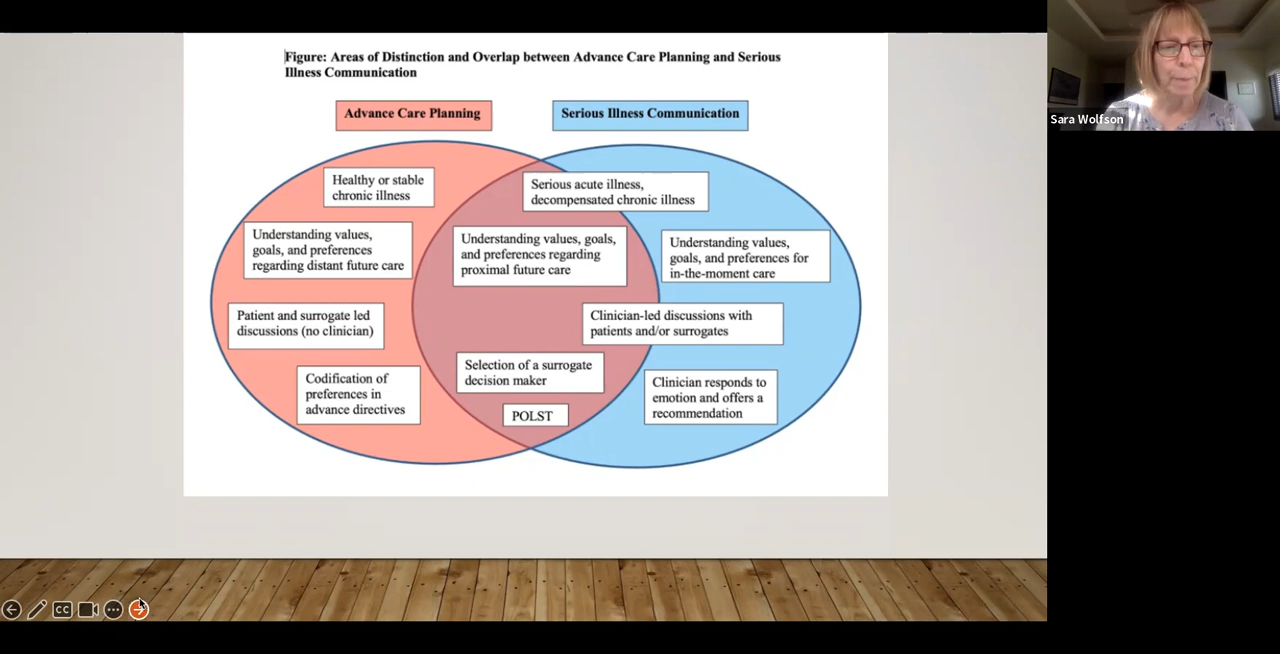 Figure: Areas of Distinction and Overlap between Advance Care Planning and Serious
Illness Communication
Advance Care Planning
Serious Illness Communication
Healthy or stable
chronic illness
Understanding values,
goals, and preferences
regarding distant future care
Patient and surrogate led
discussions (no clinician)
Codification of
preferences in
advance directives
Serious acute illness,
decompensated chronic illness
Understanding values, goals,
and preferences regarding
proximal future care
Clinician-led discussions with
patients and/or surrogates
Selection of a surrogate
decision maker
POLST
Understanding values,
goals, and preferences for
in-the-moment care
Clinician responds to
emotion and offers a
recommendation
Sara Wolfson
CC